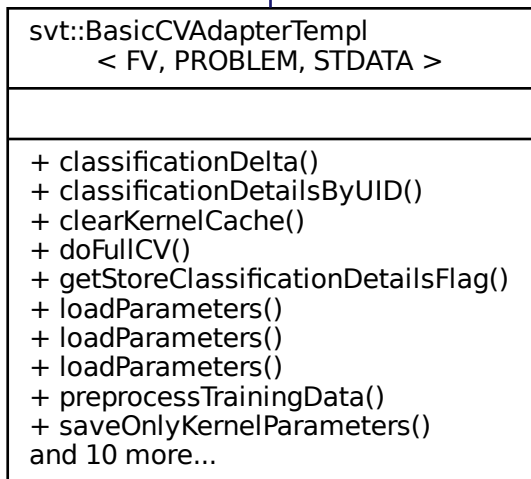 svt::BasicCVAdapterTempl
< FV, PROBLEM, STDATA >
+ classificationDelta()
+ classificationDetailsByUID()
+ clearKernelCache()
+ doFullCV()
+ getStoreClassificationDetailsFlag()
+ loadParameters()
+ loadParameters()
+ loadParameters()
+ preprocessTrainingData()
+ saveOnlyKernelParameters()
and 10 more...